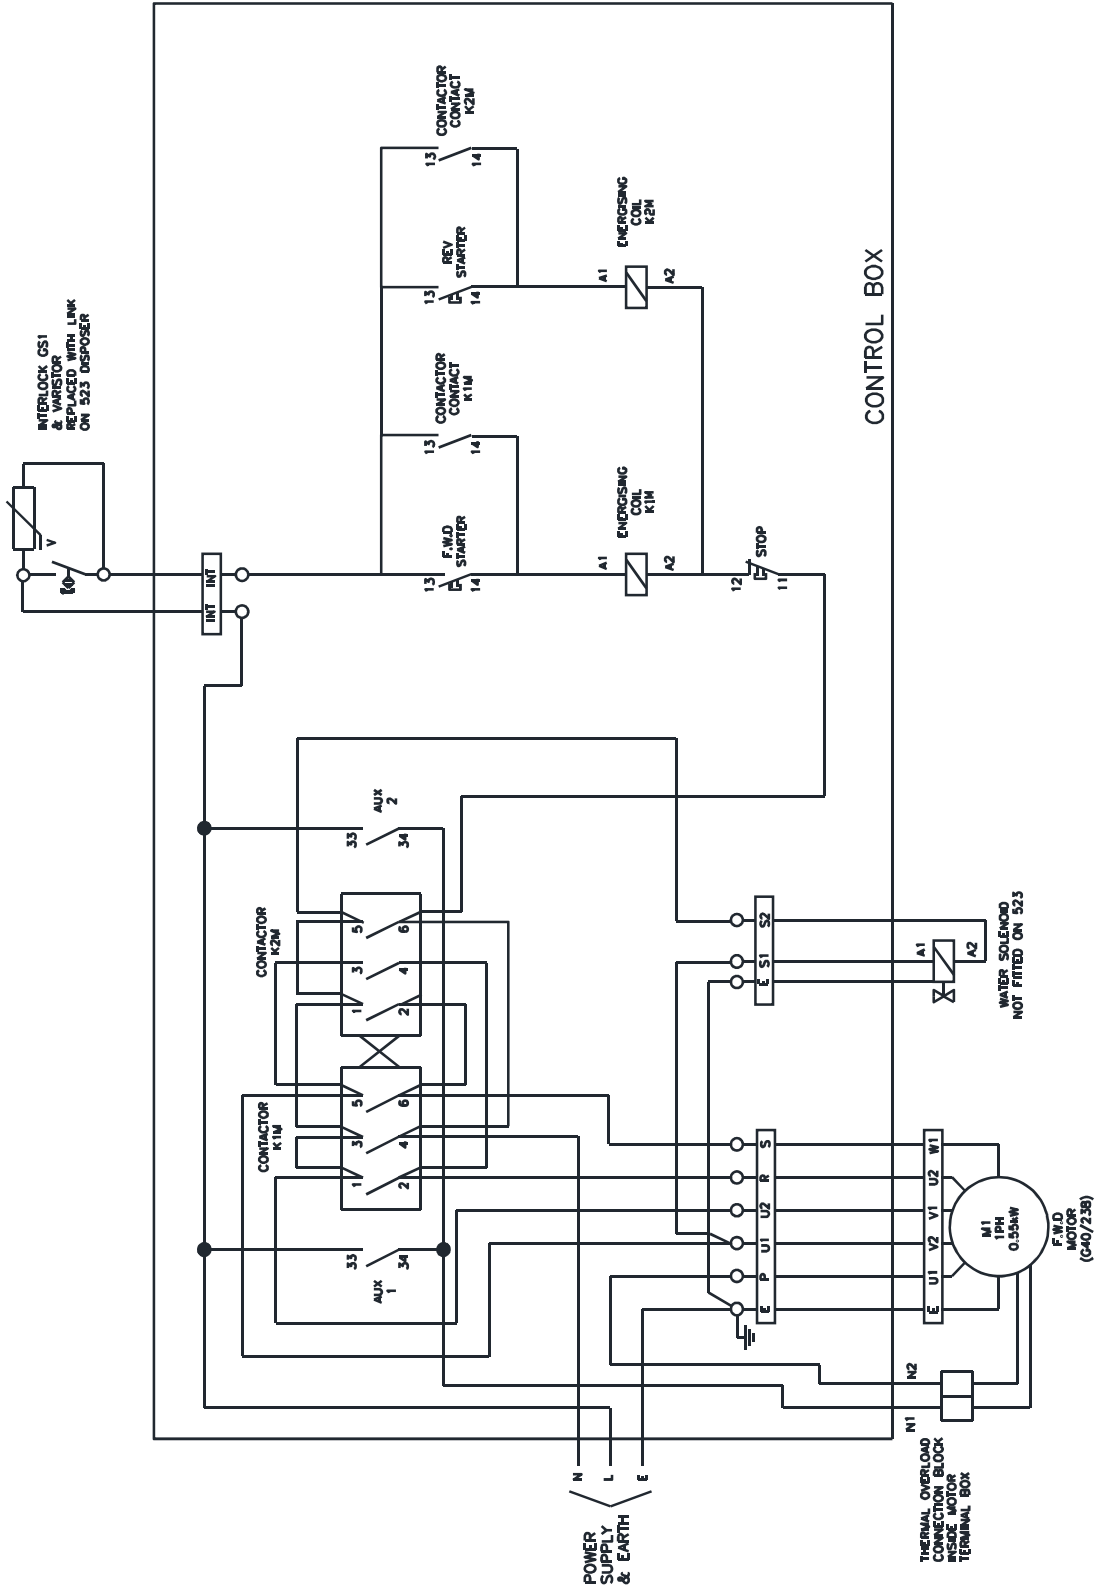 INTERLOCK GS1
& VARISTOR
REPLACED WITH LINK
ON 523 DISPOSER
V
INT
INT
CONTACTOR
CONTACT
K2M
13
14
REV
STARTER
13
14
ENERGISING
COIL
K2M
A1
A2
CONTACTOR
CONTACT
K1M
13
14
F.W.D
STARTER
13
14
ENERGISING
COIL
K1M
A1
A2
STOP
12
11
CONTROL BOX
AUX
2
33
34
CONTACTOR
K2M
5
6
3
4
1
2
CONTACTOR
K1M
5
6
3
4
1
2
33
34
AUX
1
S2
S1
E
A1
A2
WATER SOLENOID
NOT FITTED ON 523
S
R
U2
U1
P
E
W1
U2
V1
V2
U1
E
M1
1PH
0.55kW
F.W.D
MOTOR
(G40/238)
N2
N1
THERMAL OVERLOAD
CONNECTION BLOCK
INSIDE MOTOR
TERMINAL BOX
N
L
E
POWER
SUPPLY
& EARTH